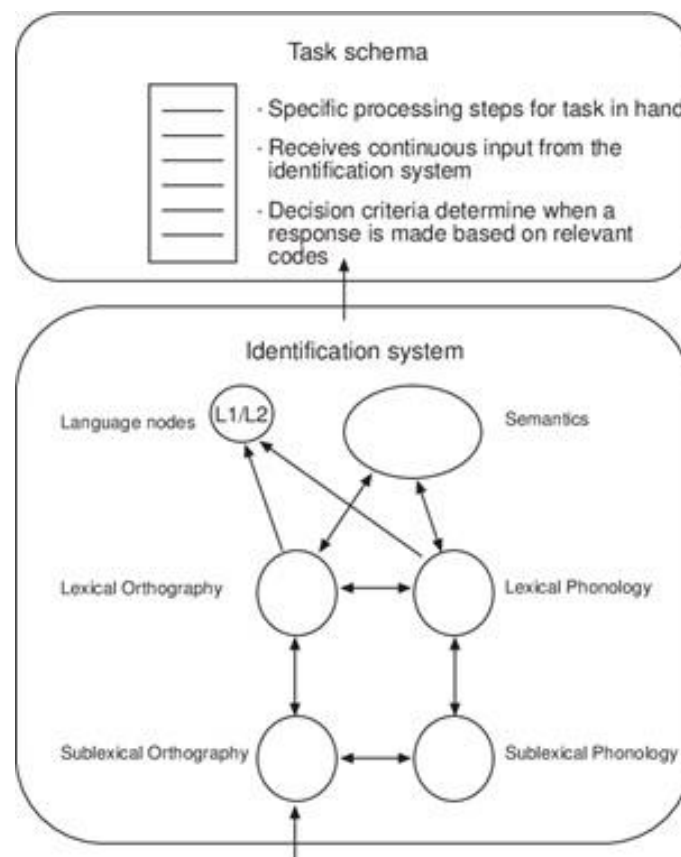 Task schema
· Specific processing steps for task in hand
· Receives continuous input from the
identification system
· Decision criteria determine when a
response is made based on relevant
codes
Identification system
Language nodes
L1/L2
Semantics
Lexical Orthography
Lexical Phonology
Sublexical Orthography
Sublexical Phonology